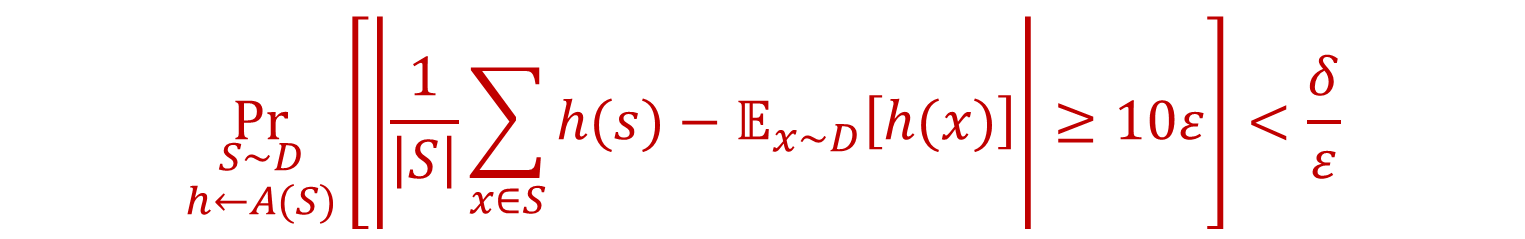 Pr_{S∼D, h←A(S)} [ | 1/|S| ∑_{x∈S} h(s) − 𝔼_{x∼D}[h(x)] | ≥ 10ε ] < δ/ε